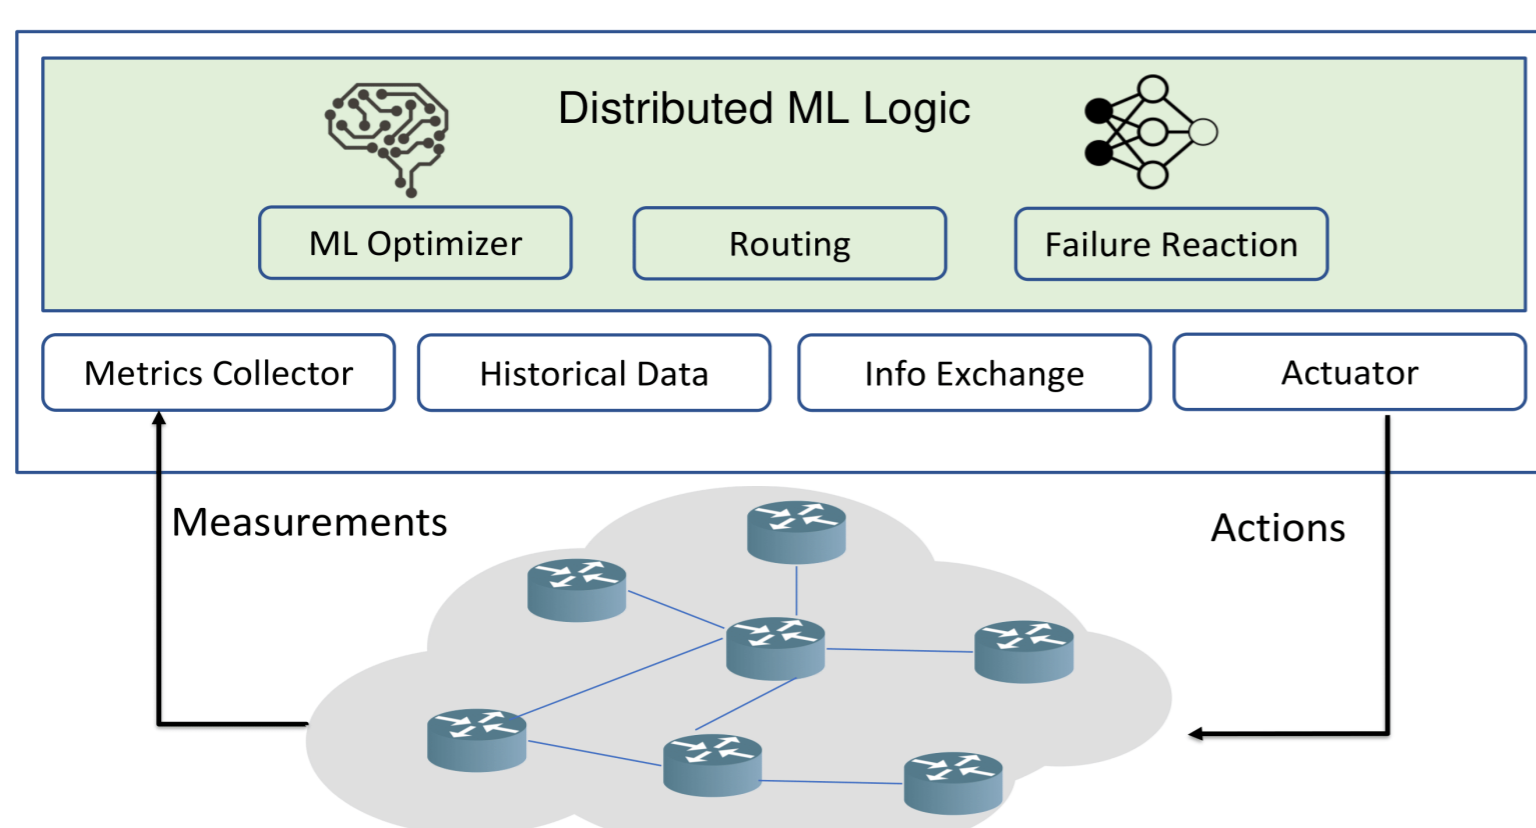 Distributed ML Logic
ML Optimizer
Routing
Failure Reaction
Metrics Collector
Historical Data
Info Exchange
Actuator
Measurements
Actions